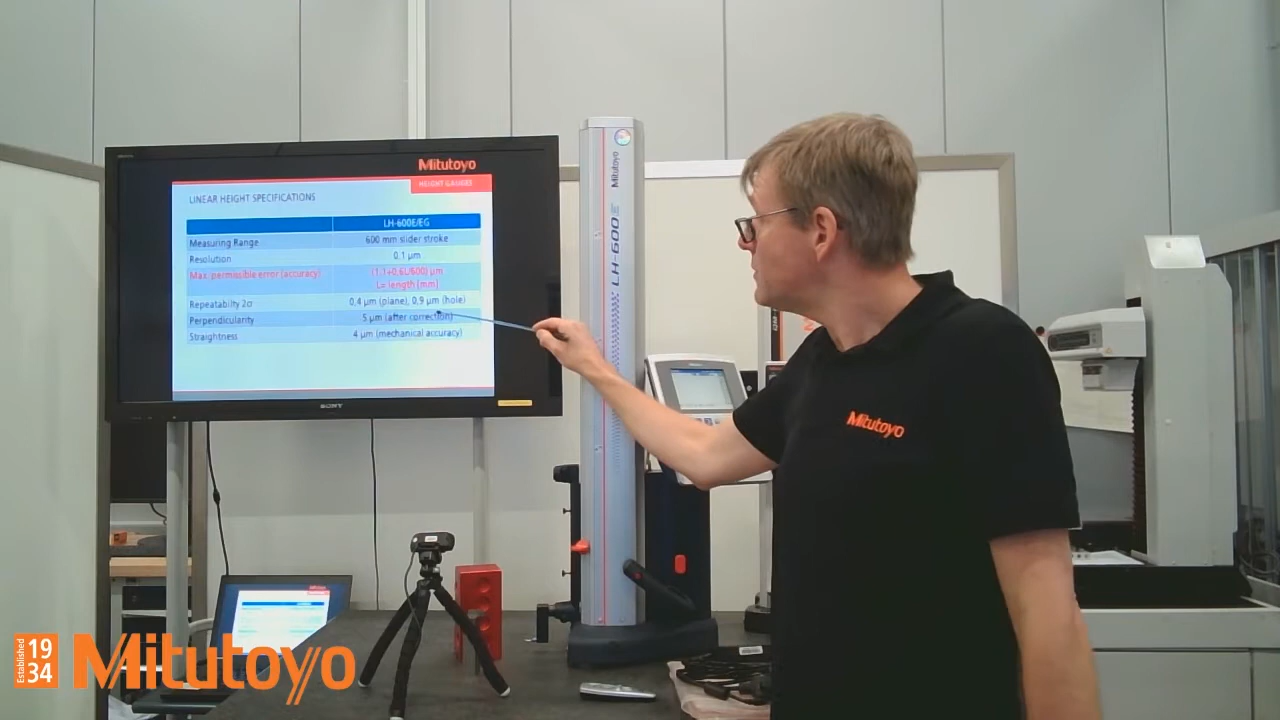 Mitutoyo
HEIGHT GAUGES
LINEAR HEIGHT SPECIFICATIONS
LH-600E/EG
Measuring Range 600 mm slider stroke
Resolution 0.1 µm
Max. permissible error (accuracy) (1.1+0.6L/600) µm
L= length (mm)
Repeatabilty 2σ 0.4 µm (plane), 0.9 µm (hole)
Perpendicularity 5 µm (after correction)
Straightness 4 µm (mechanical accuracy)
SONY
Mitutoyo
LH-600E
Mitutoyo
Established
19
34
Mitutoyo